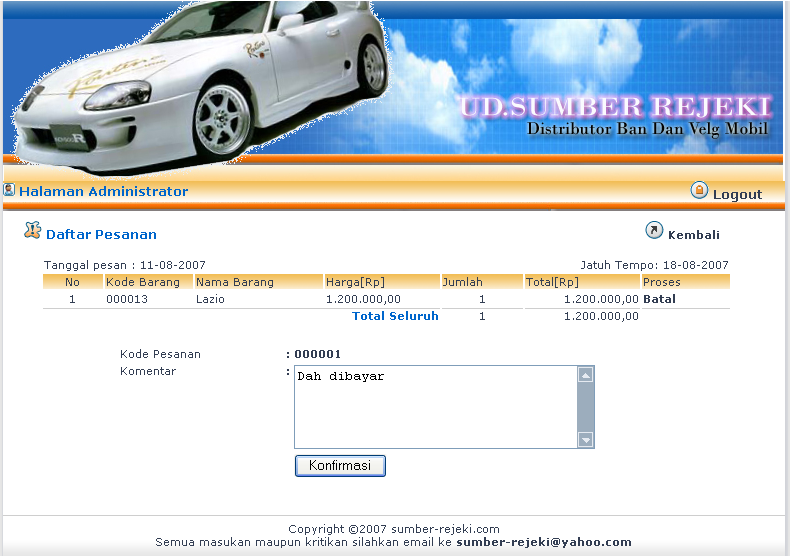 UD.SUMBER REJEKI
Distributor Ban Dan Velg Mobil
Halaman Administrator
Logout
Daftar Pesanan
Kembali
Tanggal pesan : 11-08-2007 Jatuh Tempo: 18-08-2007
No Kode Barang Nama Barang Harga[Rp] Jumlah Total[Rp] Proses
1 000013 Lazio 1.200.000,00 1 1.200.000,00 Batal
Total Seluruh 1 1.200.000,00
Kode Pesanan : 000001
Komentar : Dah dibayar
Konfirmasi
Copyright ©2007 sumber-rejeki.com
Semua masukan maupun kritikan silahkan email ke sumber-rejeki@yahoo.com